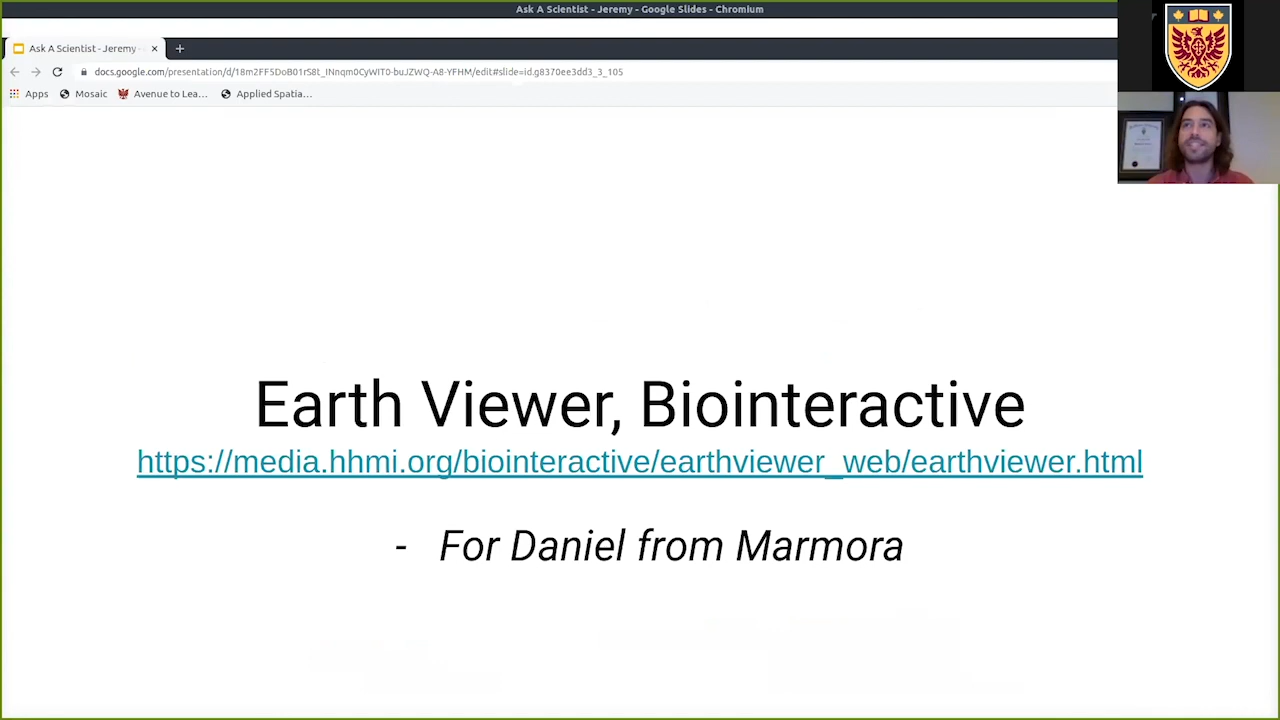 Ask A Scientist - Jeremy - Google Slides - Chromium
Ask A Scientist - Jeremy -
docs.google.com/presentation/d/18m2FF5DoB01rS8t_INnqm0CyWIT0-buJZWQ-A8-YFHM/edit#slide=id.g8370ee3dd3_3_105
Apps Mosaic Avenue to Lea... Applied Spatia...
Earth Viewer, Biointeractive
https://media.hhmi.org/biointeractive/earthviewer_web/earthviewer.html
- For Daniel from Marmora